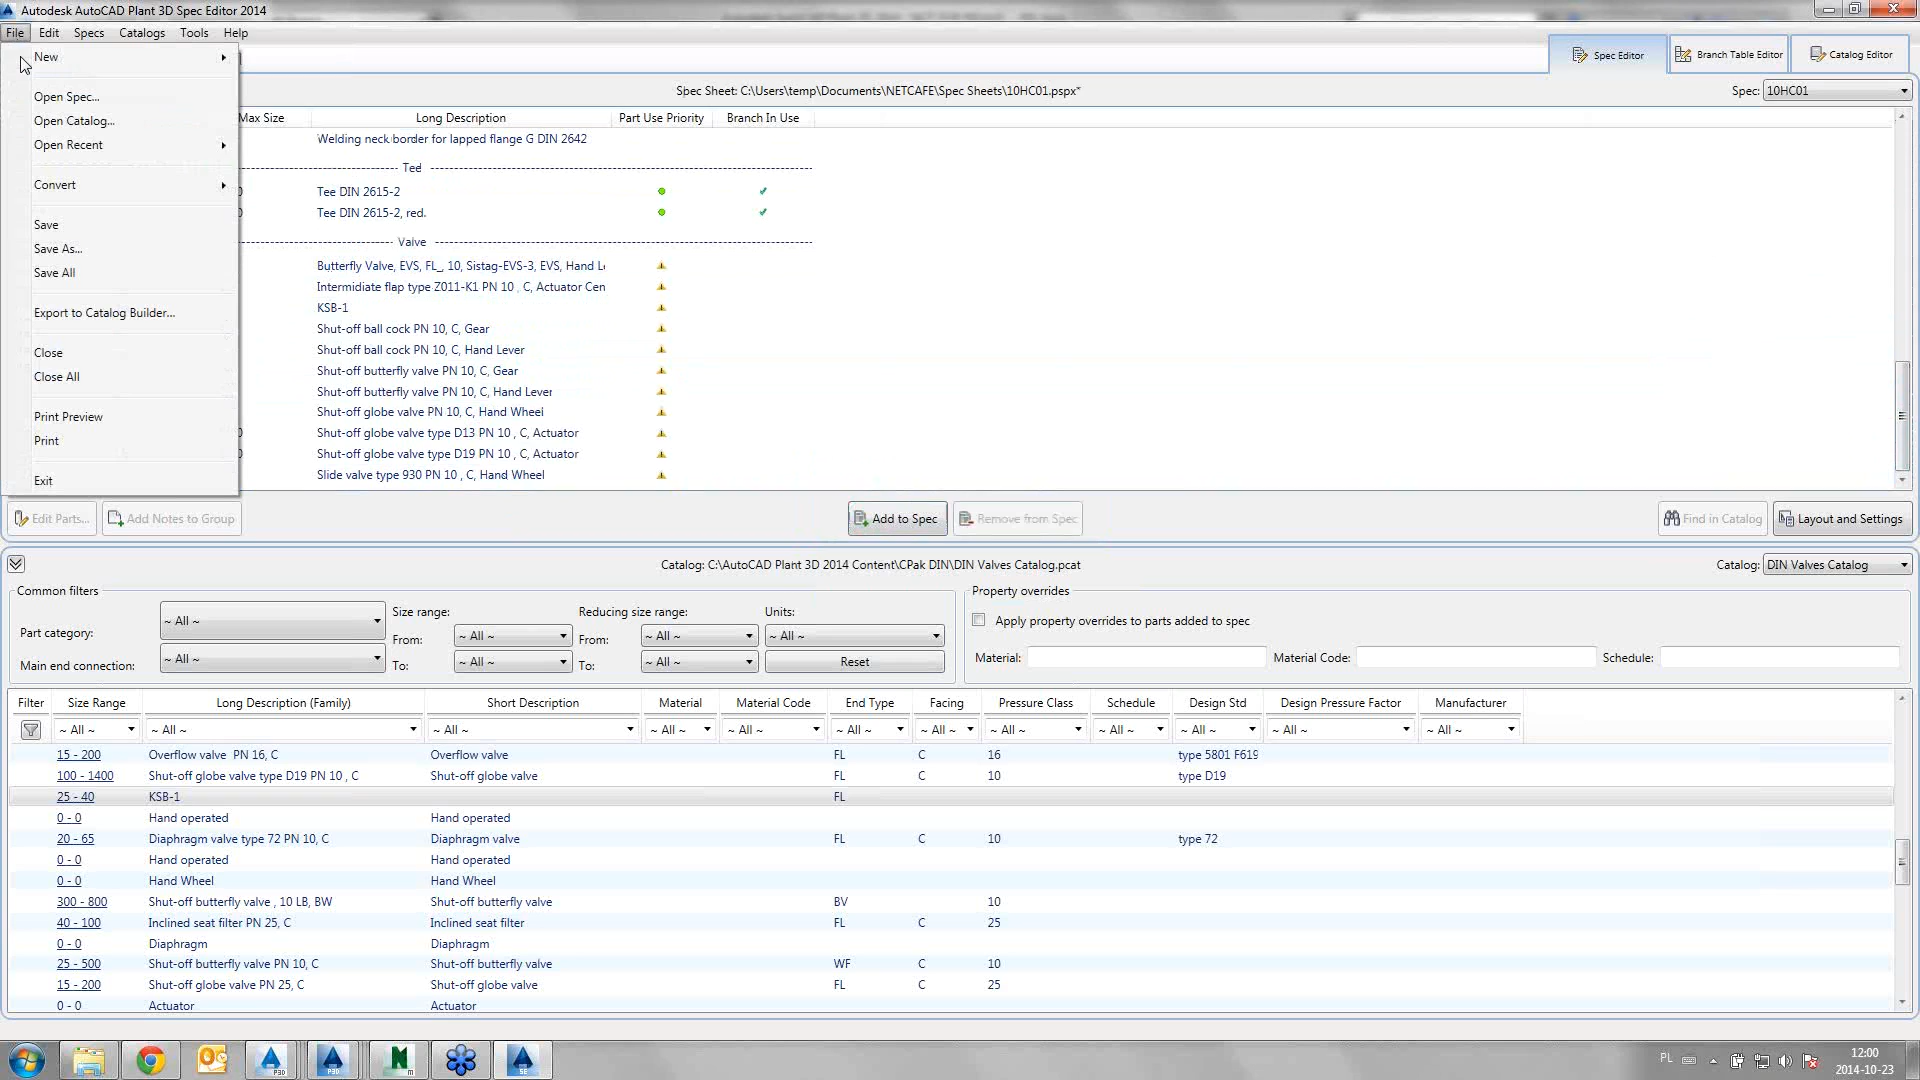 Autodesk AutoCAD Plant 3D Spec Editor 2014
File Edit Specs Catalogs Tools Help
New
Open Spec...
Open Catalog...
Open Recent
Convert
Save
Save As...
Save All
Export to Catalog Builder...
Close
Close All
Print Preview
Print
Exit
Spec Editor Branch Table Editor Catalog Editor
Spec Sheet: C:\Users\temp\Documents\NETCAFE\Spec Sheets\10HC01.pspx* Spec: 10HC01
Max Size Long Description Part Use Priority Branch In Use
Welding neck border for lapped flange G DIN 2642
Tee
Tee DIN 2615-2
Tee DIN 2615-2, red.
Valve
Butterfly Valve, EVS, FL_, 10, Sistag-EVS-3, EVS, Hand Le
Intermidiate flap type Z011-K1 PN 10 , C, Actuator Cen
KSB-1
Shut-off ball cock PN 10, C, Gear
Shut-off ball cock PN 10, C, Hand Lever
Shut-off butterfly valve PN 10, C, Gear
Shut-off butterfly valve PN 10, C, Hand Lever
Shut-off globe valve PN 10, C, Hand Wheel
Shut-off globe valve type D13 PN 10 , C, Actuator
Shut-off globe valve type D19 PN 10 , C, Actuator
Slide valve type 930 PN 10 , C, Hand Wheel
Edit Parts... Add Notes to Group Add to Spec Remove from Spec Find in Catalog Layout and Settings
Catalog: C:\AutoCAD Plant 3D 2014 Content\CPak DIN\DIN Valves Catalog.pcat Catalog: DIN Valves Catalog
Common filters Property overrides
Part category: ~ All ~ Size range: Reducing size range: Units:
From: ~ All ~ From: ~ All ~ ~ All ~ Apply property overrides to parts added to spec
Main end connection: ~ All ~ To: ~ All ~ To: ~ All ~ Reset Material: Material Code: Schedule:
Filter Size Range Long Description (Family) Short Description Material Material Code End Type Facing Pressure Class Schedule Design Std Design Pressure Factor Manufacturer
~ All ~ ~ All ~ ~ All ~ ~ All ~ ~ All ~ ~ All ~ ~ All ~ ~ All ~ ~ All ~ ~ All ~ ~ All ~ ~ All ~
15 - 200 Overflow valve PN 16, C Overflow valve FL C 16 type 5801 F619
100 - 1400 Shut-off globe valve type D19 PN 10 , C Shut-off globe valve FL C 10 type D19
25 - 40 KSB-1 FL
0 - 0 Hand operated Hand operated
20 - 65 Diaphragm valve type 72 PN 10, C Diaphragm valve FL C 10 type 72
0 - 0 Hand operated Hand operated
0 - 0 Hand Wheel Hand Wheel
300 - 800 Shut-off butterfly valve , 10 LB, BW Shut-off butterfly valve BV 10
40 - 100 Inclined seat filter PN 25, C Inclined seat filter FL C 25
0 - 0 Diaphragm Diaphragm
25 - 500 Shut-off butterfly valve PN 10, C Shut-off butterfly valve WF C 10
15 - 200 Shut-off globe valve PN 25, C Shut-off globe valve FL C 25
0 - 0 Actuator Actuator
PL 12:00
2014-10-23